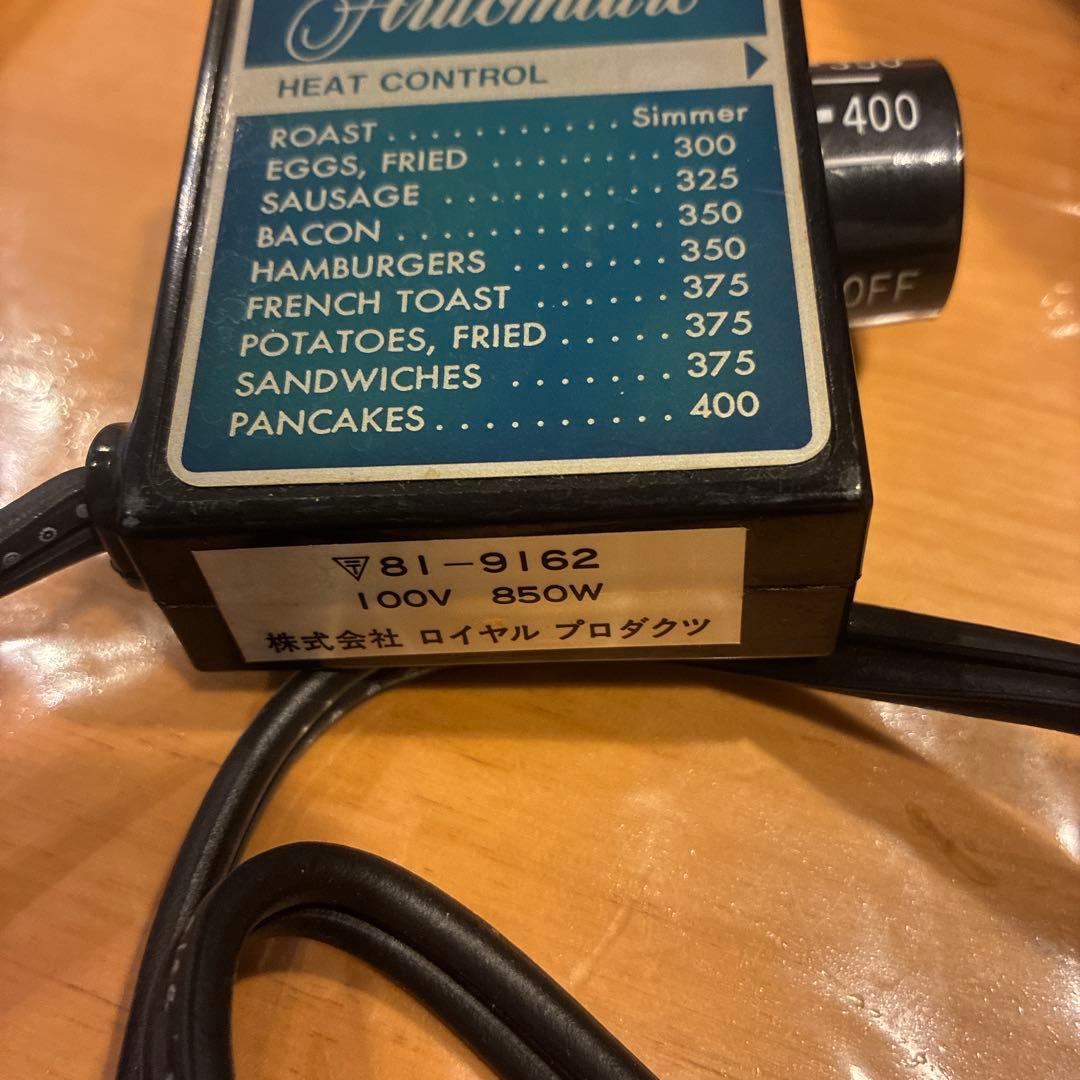 Automatic
HEAT CONTROL
ROAST . . . . . . . . . . . . Simmer
EGGS, FRIED . . . . . . . . 300
SAUSAGE . . . . . . . . . . 325
BACON . . . . . . . . . . . . 350
HAMBURGERS . . . . . . . 350
FRENCH TOAST . . . . . . 375
POTATOES, FRIED . . . . . 375
SANDWICHES . . . . . . . 375
PANCAKES . . . . . . . . . . 400
400
OFF
81-9162
100V 850W
株式会社 ロイヤル プロダクツ